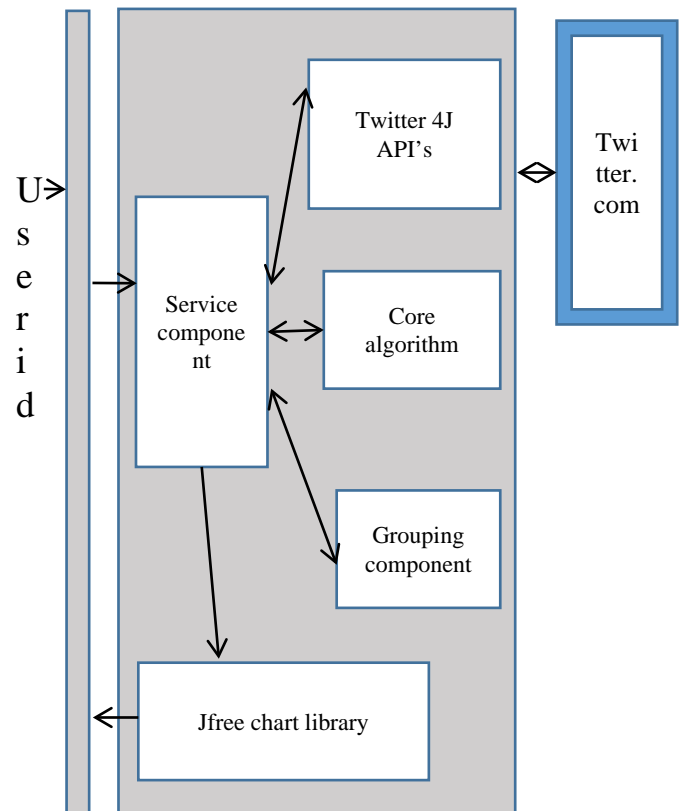 U
s
e
r
i
d
Twitter 4J
API’s
Twi
tter.
com
Service
compone
nt
Core
algorithm
Grouping
component
Jfree chart library